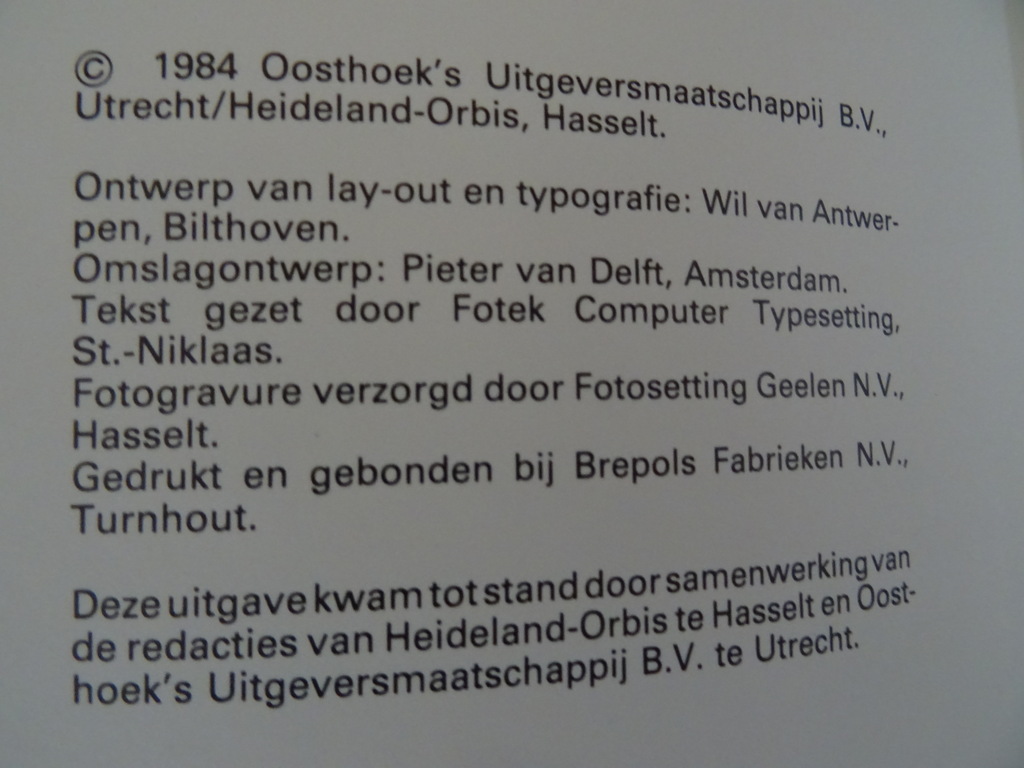 © 1984 Oosthoek's Uitgeversmaatschappij B.V.,
Utrecht/Heideland-Orbis, Hasselt.
Ontwerp van lay-out en typografie: Wil van Antwer-
pen, Bilthoven.
Omslagontwerp: Pieter van Delft, Amsterdam.
Tekst gezet door Fotek Computer Typesetting,
St.-Niklaas.
Fotogravure verzorgd door Fotosetting Geelen N.V.,
Hasselt.
Gedrukt en gebonden bij Brepols Fabrieken N.V.,
Turnhout.
Deze uitgave kwam tot stand door samenwerking van
de redacties van Heideland-Orbis te Hasselt en Oost-
hoek's Uitgeversmaatschappij B.V. te Utrecht.